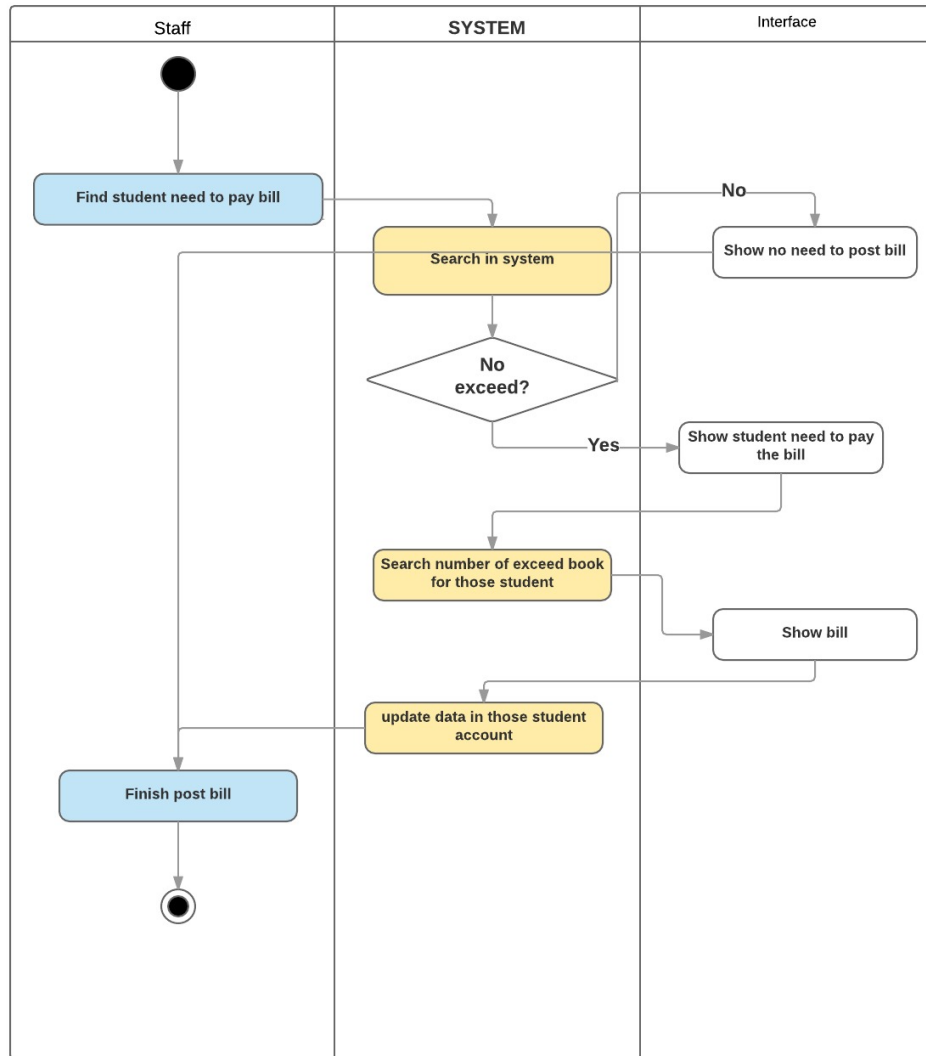 Staff
SYSTEM
Interface
Find student need to pay bill
No
Show no need to post bill
Search in system
No
exceed?
Show student need to pay
the bill
Yes
Search number of exceed book
for those student
Show bill
update data in those student
account
Finish post bill